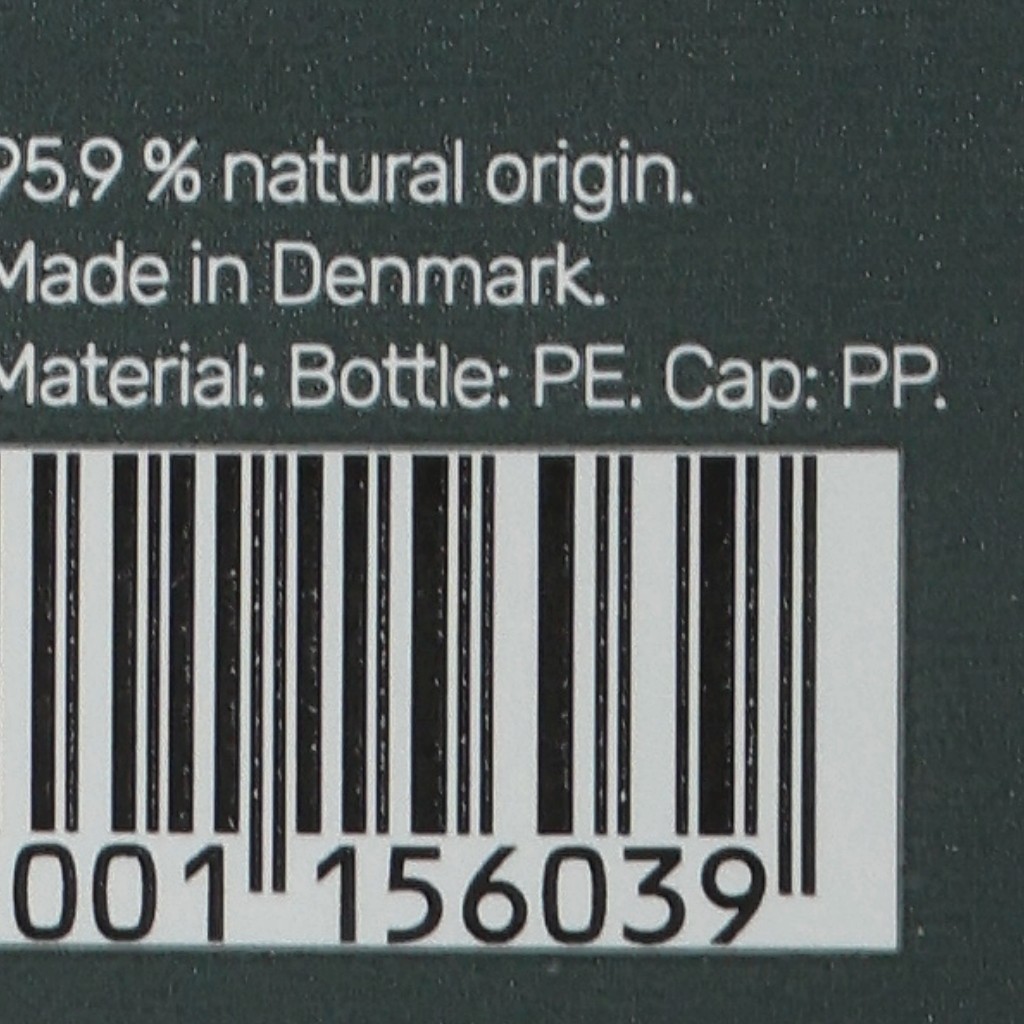 95,9 % natural origin.
Made in Denmark.
Material: Bottle: PE. Cap: PP.
001 156039